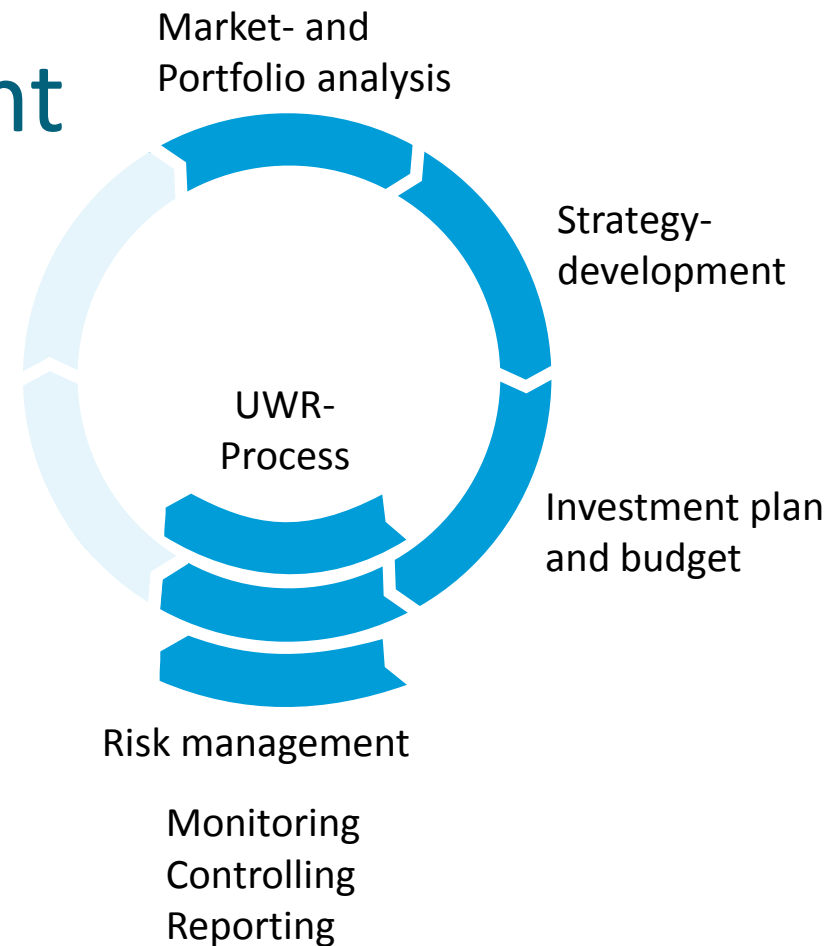 Market- and
Portfolio analysis
nt
Strategy-
development
UWR-
Process
Investment plan
and budget
Risk management
Monitoring
Controlling
Reporting